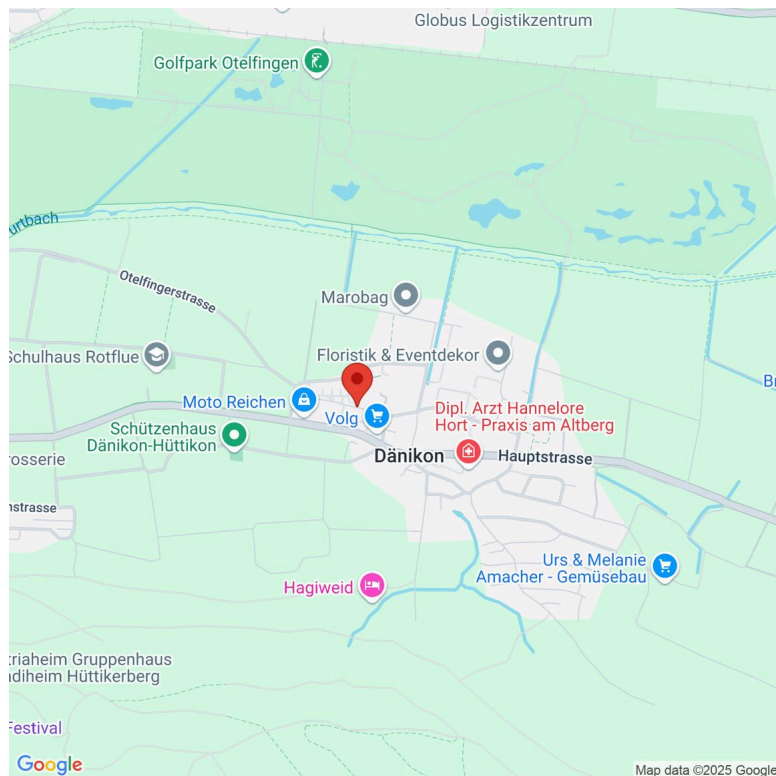 Globus Logistikzentrum
Golfpark Otelfingen
urtbach
Otelfingerstrasse
Marobag
Schulhaus Rotflue
Floristik & Eventdekor
Moto Reichen
Volg
Dipl. Arzt Hannelore
Hort - Praxis am Altberg
Schützenhaus
Dänikon-Hüttikon
Br
rosserie
Dänikon
Hauptstrasse
nstrasse
Urs & Melanie
Amacher - Gemüsebau
Hagiweid
triaheim Gruppenhaus
adiheim Hüttikerberg
Festival
Google
Map data ©2025 Google